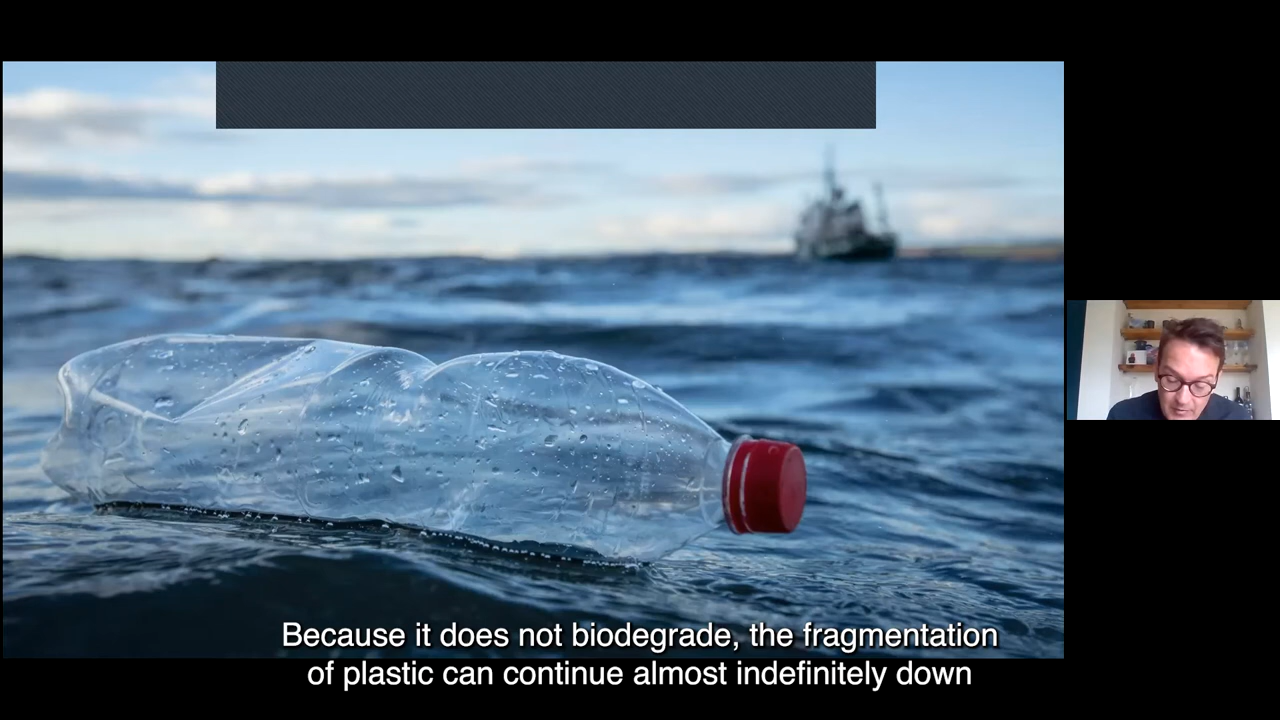 Because it does not biodegrade, the fragmentation
of plastic can continue almost indefinitely down